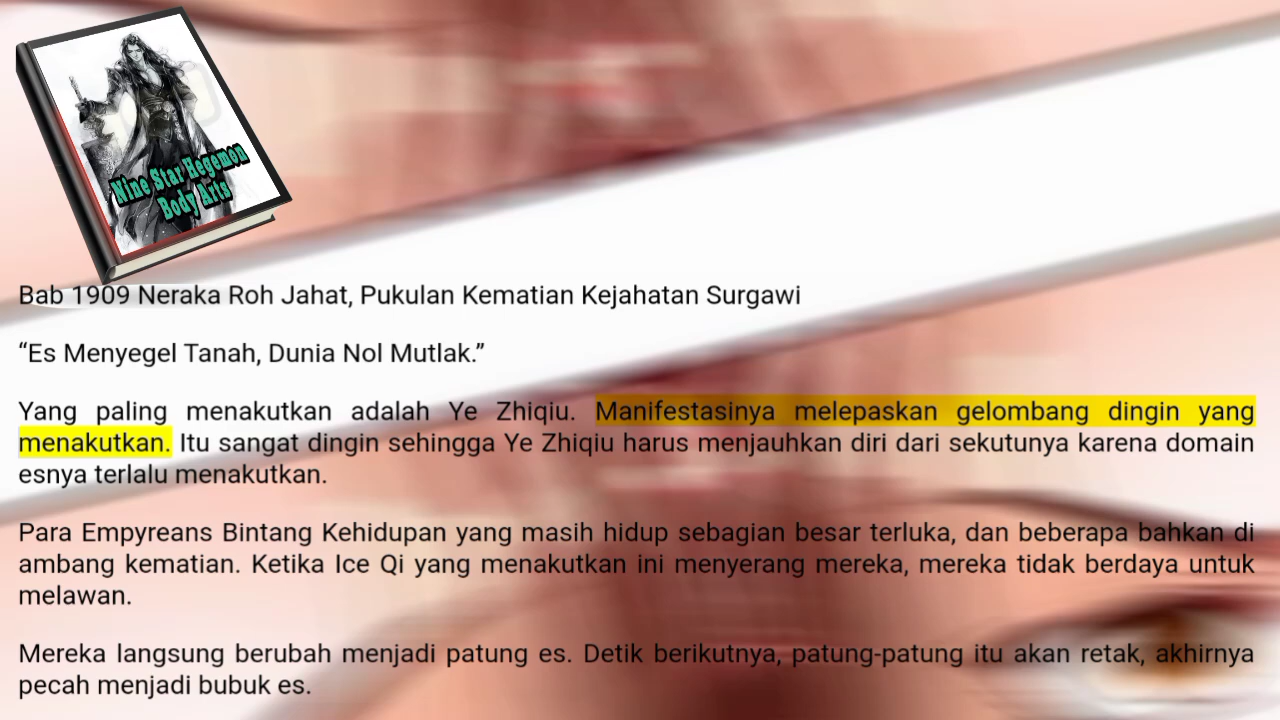 Nine Star Hegemon
Body Arts
Bab 1909 Neraka Roh Jahat, Pukulan Kematian Kejahatan Surgawi
“Es Menyegel Tanah, Dunia Nol Mutlak.”
Yang paling menakutkan adalah Ye Zhiqiu. Manifestasinya melepaskan gelombang dingin yang
menakutkan. Itu sangat dingin sehingga Ye Zhiqiu harus menjauhkan diri dari sekutunya karena domain
esnya terlalu menakutkan.
Para Empyreans Bintang Kehidupan yang masih hidup sebagian besar terluka, dan beberapa bahkan di
ambang kematian. Ketika Ice Qi yang menakutkan ini menyerang mereka, mereka tidak berdaya untuk
melawan.
Mereka langsung berubah menjadi patung es. Detik berikutnya, patung-patung itu akan retak, akhirnya
pecah menjadi bubuk es.